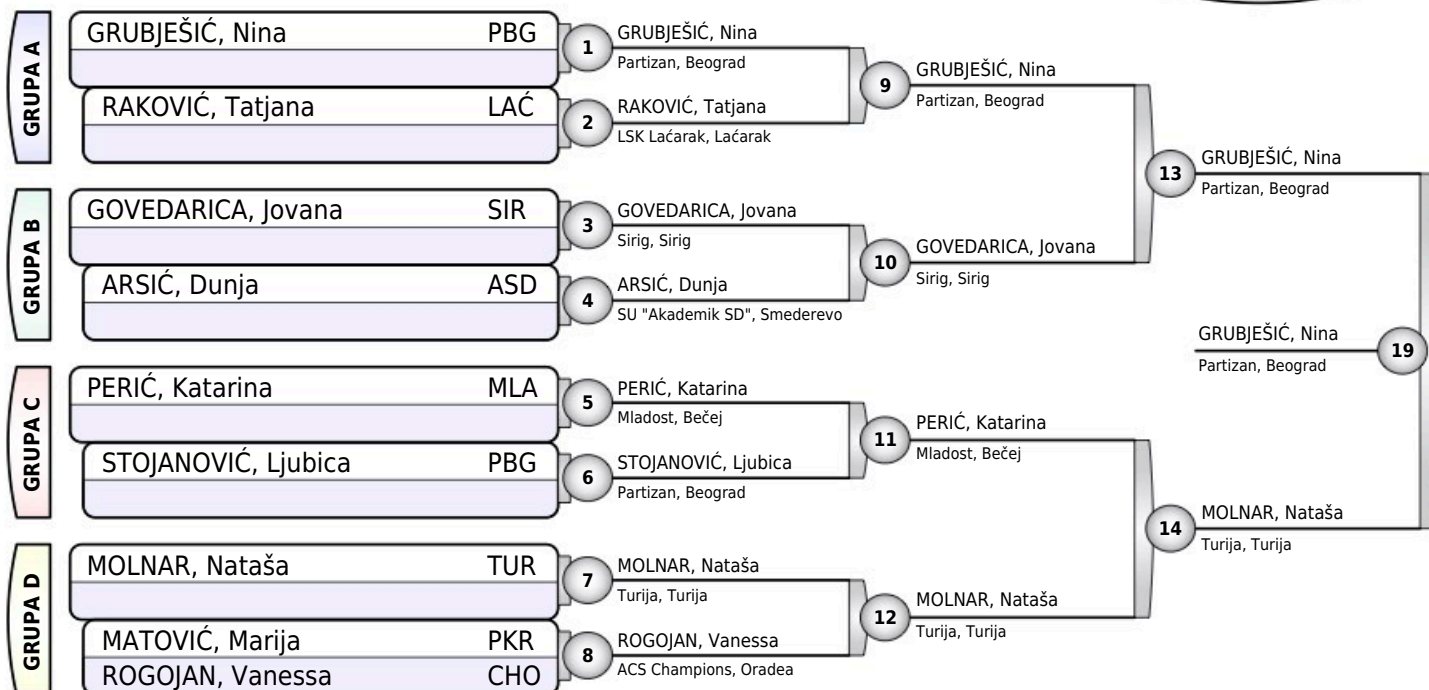 GRUPA A
GRUBJEŠIĆ, Nina PBG
RAKOVIĆ, Tatjana LAĆ
1
GRUBJEŠIĆ, Nina
Partizan, Beograd
2
RAKOVIĆ, Tatjana
LSK Laćarak, Laćarak
9
GRUBJEŠIĆ, Nina
Partizan, Beograd
GRUPA B
GOVEDARICA, Jovana SIR
ARSIĆ, Dunja ASD
3
GOVEDARICA, Jovana
Sirig, Sirig
4
ARSIĆ, Dunja
SU "Akademik SD", Smederevo
10
GOVEDARICA, Jovana
Sirig, Sirig
13
GRUBJEŠIĆ, Nina
Partizan, Beograd
GRUPA C
PERIĆ, Katarina MLA
STOJANOVIĆ, Ljubica PBG
5
PERIĆ, Katarina
Mladost, Bečej
6
STOJANOVIĆ, Ljubica
Partizan, Beograd
11
PERIĆ, Katarina
Mladost, Bečej
GRUPA D
MOLNAR, Nataša TUR
MATOVIĆ, Marija PKR
ROGOJAN, Vanessa CHO
7
MOLNAR, Nataša
Turija, Turija
8
ROGOJAN, Vanessa
ACS Champions, Oradea
12
MOLNAR, Nataša
Turija, Turija
14
MOLNAR, Nataša
Turija, Turija
GRUBJEŠIĆ, Nina
Partizan, Beograd
19